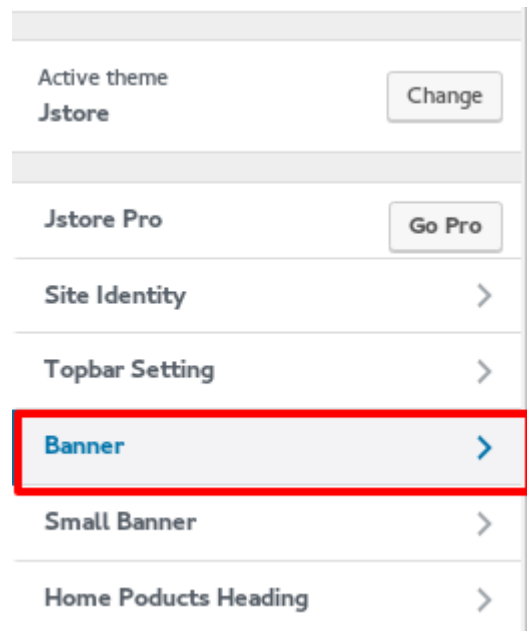 Active theme
Jstore
Change
Jstore Pro
Go Pro
Site Identity
Topbar Setting
Banner
Small Banner
Home Poducts Heading